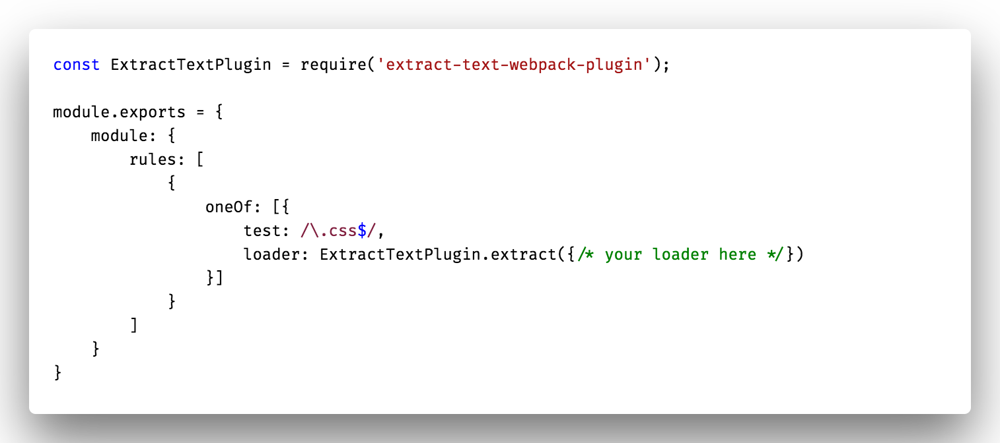 const ExtractTextPlugin = require('extract-text-webpack-plugin');

module.exports = {
    module: {
        rules: [
            {
                oneOf: [{
                    test: /\.css$/,
                    loader: ExtractTextPlugin.extract({/* your loader here */})
                }]
            }
        ]
    }
}